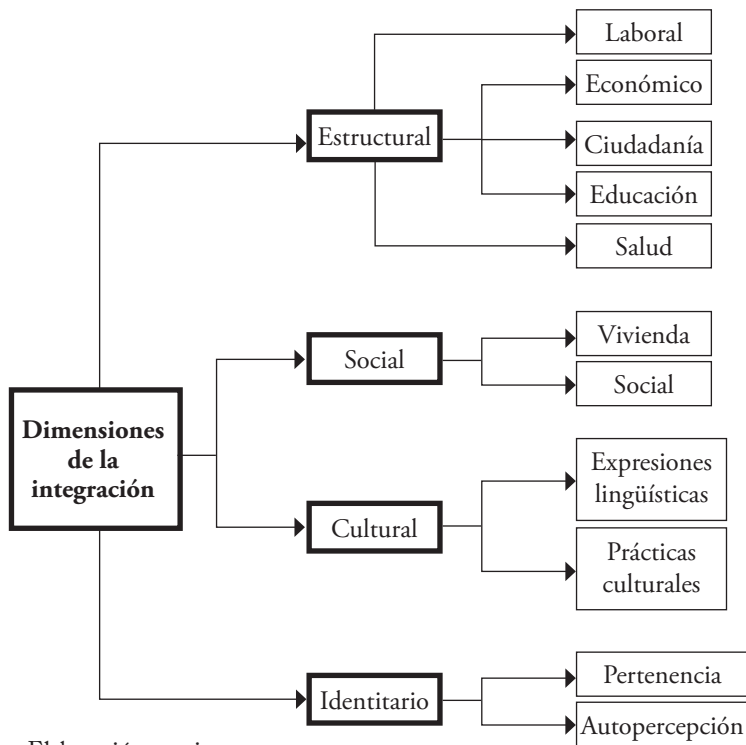 Laboral
Económico
Estructural
Ciudadanía
Educación
Salud
Vivienda
Social
Social
Dimensiones
de la
integración
Expresiones
lingüísticas
Cultural
Prácticas
culturales
Pertenencia
Identitario
Autopercepción